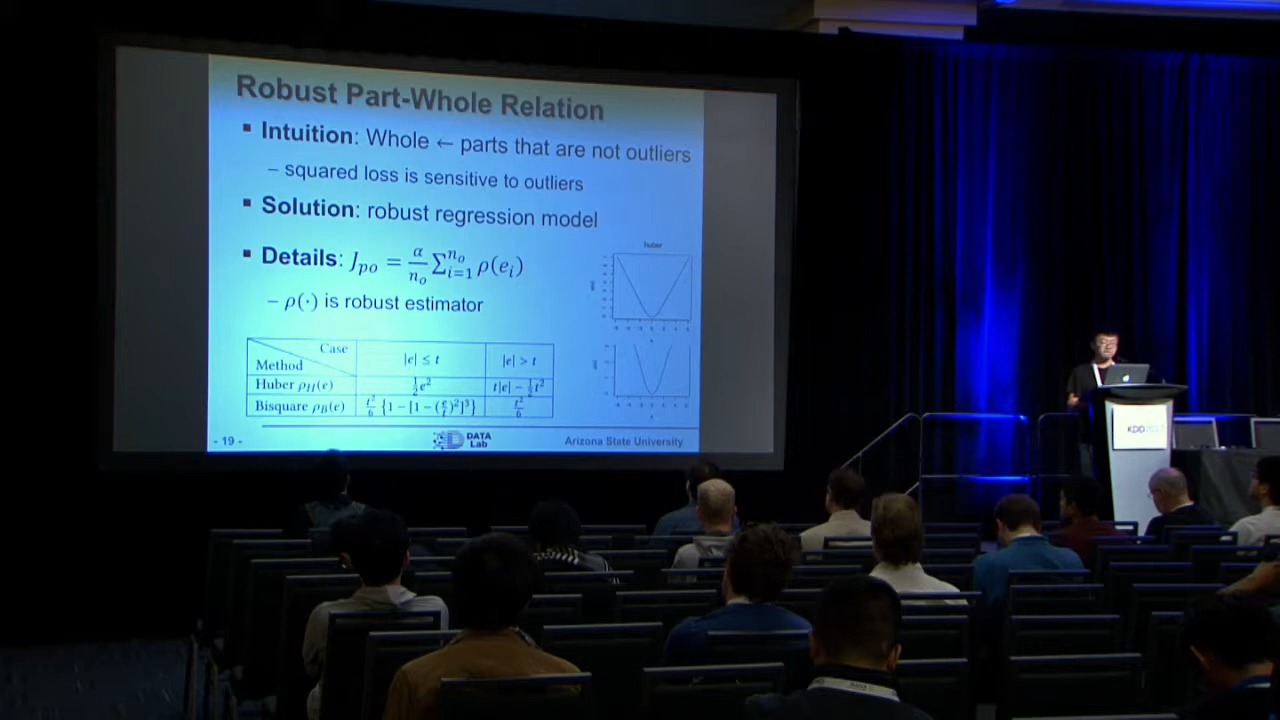 Robust Part-Whole Relation
▪ Intuition: Whole ← parts that are not outliers
– squared loss is sensitive to outliers
▪ Solution: robust regression model
▪ Details: J_po = α/n_o ∑_{i=1}^{n_o} ρ(e_i)
– ρ(·) is robust estimator
huber
Case
Method
|e| ≤ t
|e| > t
Huber ρ_H(e)
½e²
t|e| − ½t²
Bisquare ρ_B(e)
t²/6 {1−[1−(e/t)²]³}
t²/6
- 19 -
DATA
Lab
Arizona State University
KDD